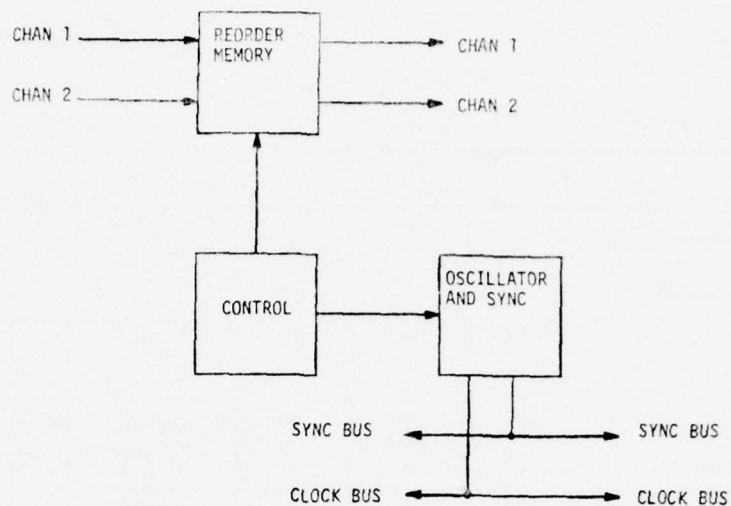 CHAN 1
REORDER
MEMORY
CHAN 1
CHAN 2
CHAN 2
CONTROL
OSCILLATOR
AND SYNC
SYNC BUS
SYNC BUS
CLOCK BUS
CLOCK BUS